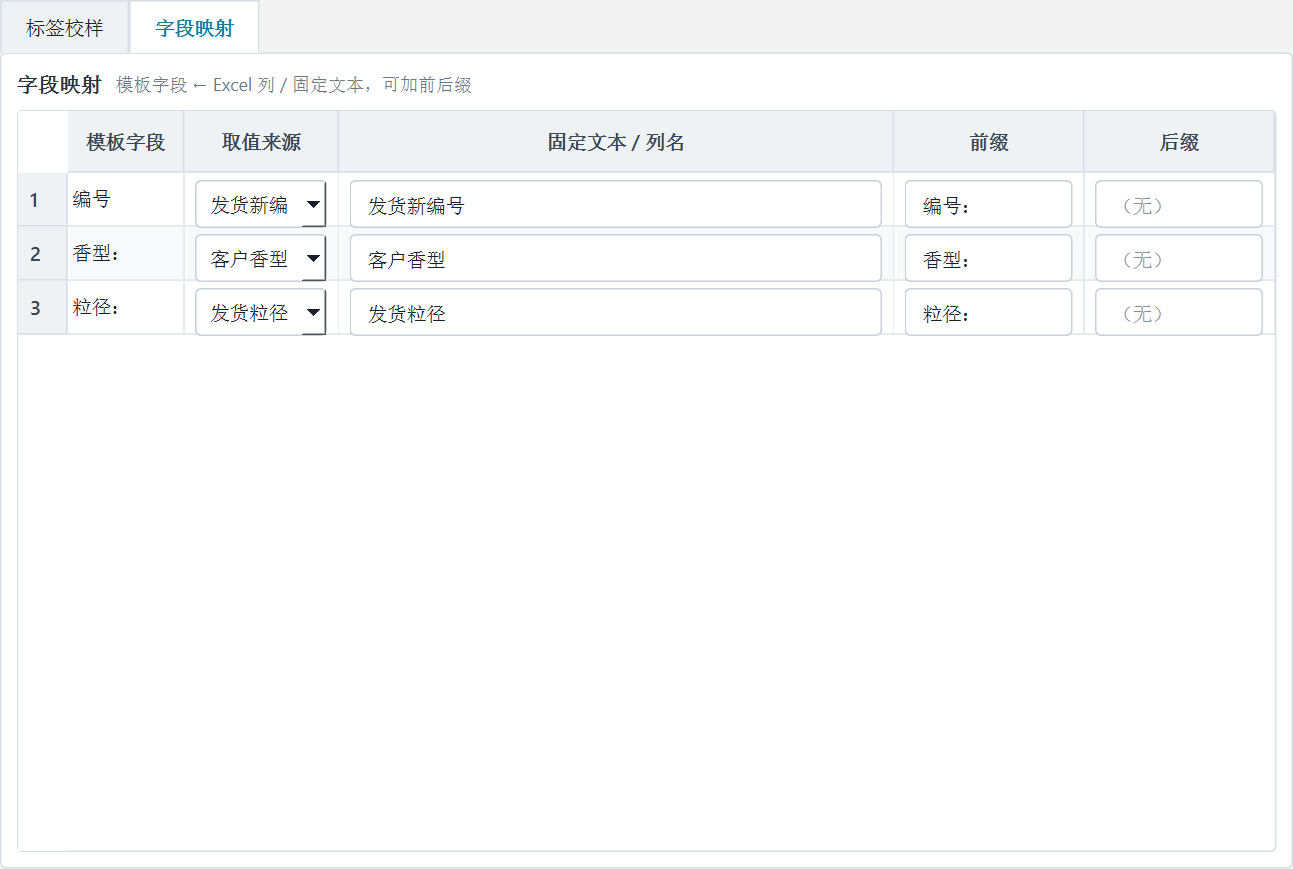 标签校样 字段映射
字段映射 模板字段 ← Excel 列 / 固定文本，可加前后缀
模板字段 取值来源 固定文本 / 列名 前缀 后缀
1 编号 发货新编 发货新编号 编号： （无）
2 香型： 客户香型 客户香型 香型： （无）
3 粒径： 发货粒径 发货粒径 粒径： （无）